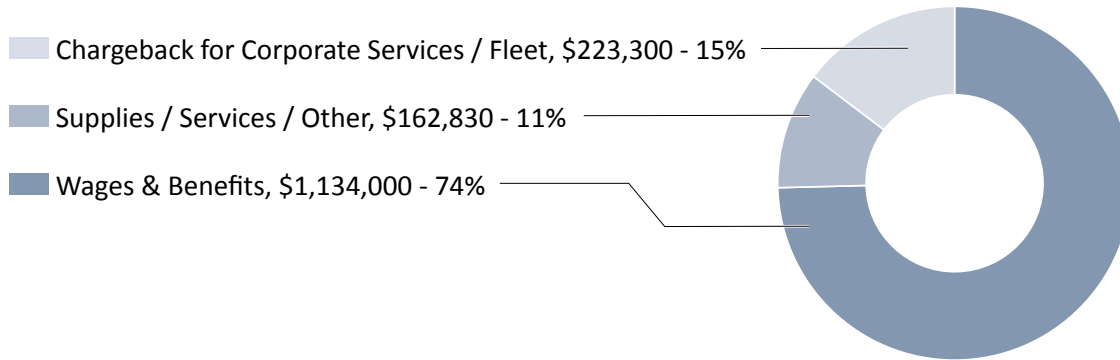 Chargeback for Corporate Services / Fleet, $223,300 - 15%
Supplies / Services / Other, $162,830 - 11%
Wages & Benefits, $1,134,000 - 74%